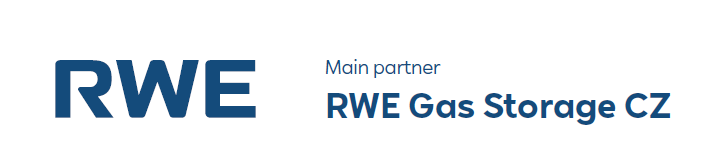 RWE
Main partner
RWE Gas Storage CZ